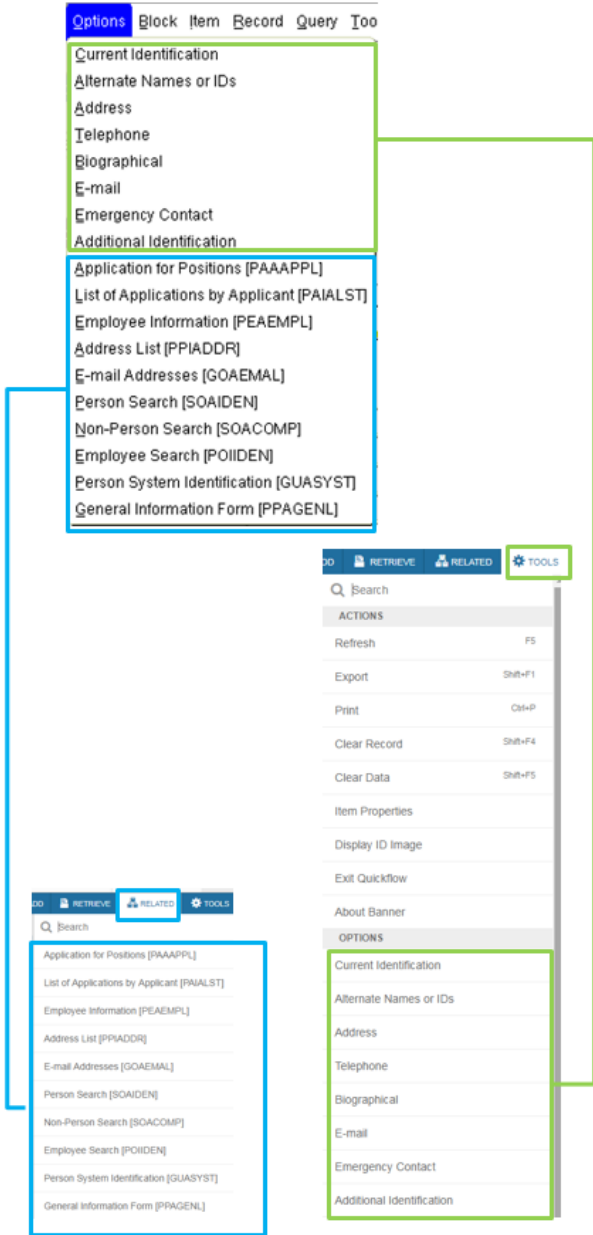 Options Block Item Record Query Too
Current Identification
Alternate Names or IDs
Address
Telephone
Biographical
E-mail
Emergency Contact
Additional Identification
Application for Positions [PAAAPPL]
List of Applications by Applicant [PAIALST]
Employee Information [PEAEMPL]
Address List [PPIADDR]
E-mail Addresses [GOAEMAL]
Person Search [SOAIDEN]
Non-Person Search [SOACOMP]
Employee Search [POIIDEN]
Person System Identification [GUASYST]
General Information Form [PPAGENL]
DD RETRIEVE RELATED TOOLS
Search
ACTIONS
Refresh F5
Export Shift+F1
Print Ctrl+P
Clear Record Shift+F4
Clear Data Shift+F5
Item Properties
Display ID Image
Exit Quickflow
About Banner
OPTIONS
Current Identification
Alternate Names or IDs
Address
Telephone
Biographical
E-mail
Emergency Contact
Additional Identification
DD RETRIEVE RELATED TOOLS
Search
Application for Positions [PAAAPPL]
List of Applications by Applicant [PAIALST]
Employee Information [PEAEMPL]
Address List [PPIADDR]
E-mail Addresses [GOAEMAL]
Person Search [SOAIDEN]
Non-Person Search [SOACOMP]
Employee Search [POIIDEN]
Person System Identification [GUASYST]
General Information Form [PPAGENL]